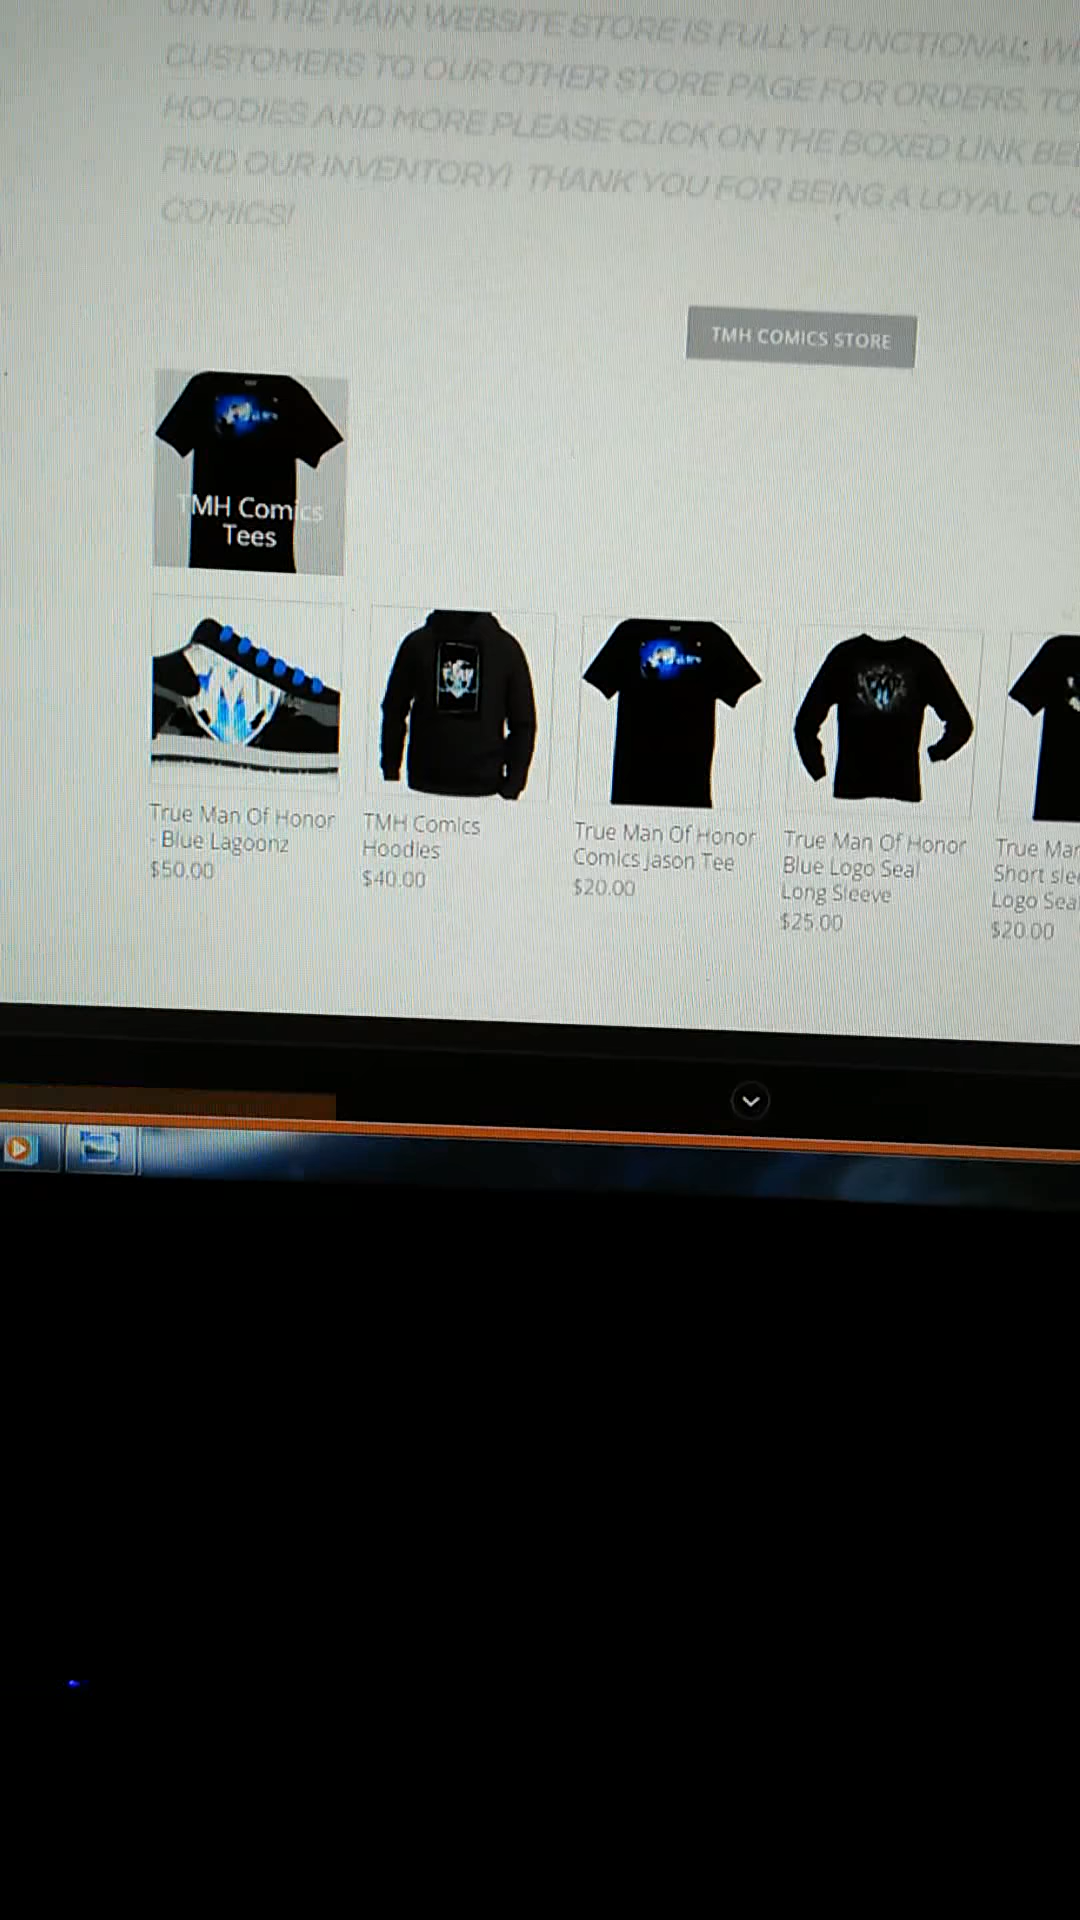 UNTIL THE MAIN WEBSITE STORE IS FULLY FUNCTIONAL,
CUSTOMERS TO OUR OTHER STORE PAGE FOR ORDERS. TO
HOODIES AND MORE PLEASE CLICK ON THE BOXED LINK
FIND OUR INVENTORY! THANK YOU FOR BEING A LOYAL
COMICS!
TMH COMICS STORE
TMH Comics
Tees
True Man Of Honor
- Blue Lagoonz
$50.00
TMH Comics
Hoodies
$40.00
True Man Of Honor
Comics Jason Tee
$20.00
True Man Of Honor
Blue Logo Seal
Long Sleeve
$25.00
True
Short
Logo
$20.00